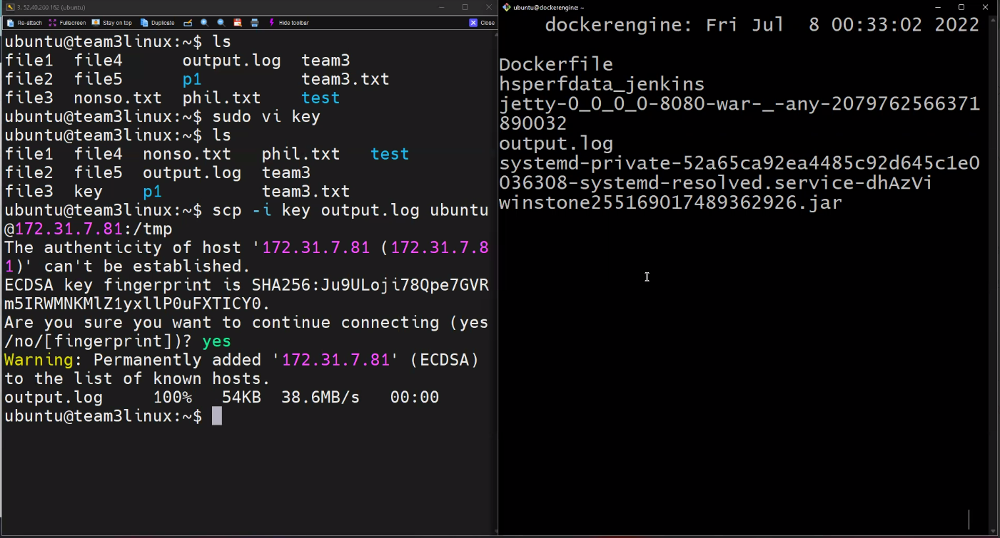 3. 52.40.200.162 (ubuntu)
Re-attach Fullscreen Stay on top Duplicate Hide toolbar Close
ubuntu@team3linux:~$ ls
file1 file4 output.log team3
file2 file5 p1 team3.txt
file3 nonso.txt phil.txt test
ubuntu@team3linux:~$ sudo vi key
ubuntu@team3linux:~$ ls
file1 file4 nonso.txt phil.txt test
file2 file5 output.log team3
file3 key p1 team3.txt
ubuntu@team3linux:~$ scp -i key output.log ubuntu
@172.31.7.81:/tmp
The authenticity of host '172.31.7.81 (172.31.7.8
1)' can't be established.
ECDSA key fingerprint is SHA256:Ju9ULoji78Qpe7GVR
m5IRWMNKMlZ1yxllP0uFXTICY0.
Are you sure you want to continue connecting (yes
/no/[fingerprint])? yes
Warning: Permanently added '172.31.7.81' (ECDSA)
to the list of known hosts.
output.log 100% 54KB 38.6MB/s 00:00
ubuntu@team3linux:~$
ubuntu@dockerengine: ~
dockerengine: Fri Jul 8 00:33:02 2022
Dockerfile
hsperfdata_jenkins
jetty-0_0_0_0-8080-war-_-any-2079762566371
890032
output.log
systemd-private-52a65ca92ea4485c92d645c1e0
036308-systemd-resolved.service-dhAzVi
winstone2551690174893629​26.jar